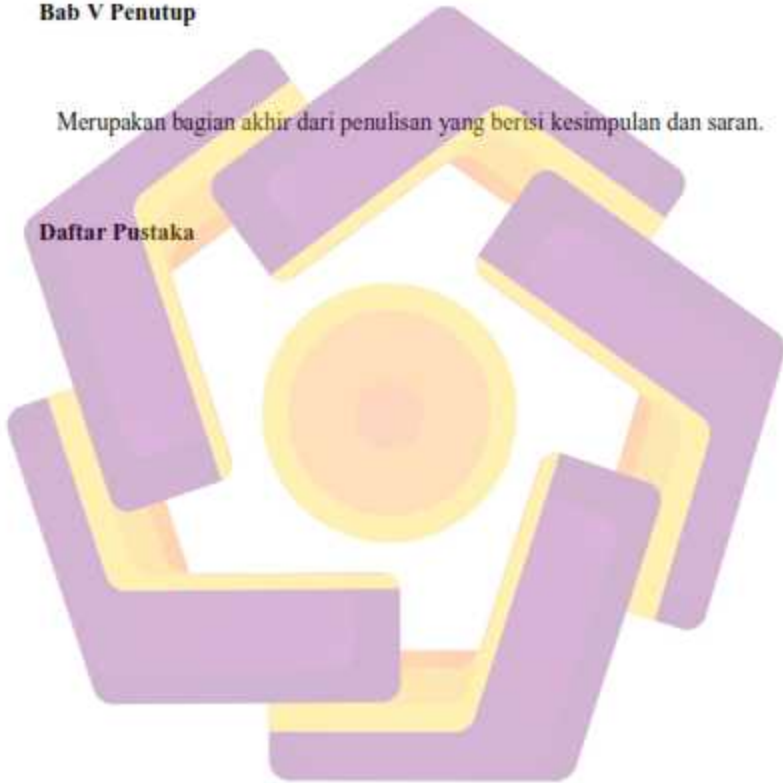 Bab V Penutup
Merupakan bagian akhir dari penulisan yang berisi kesimpulan dan saran.
Daftar Pustaka